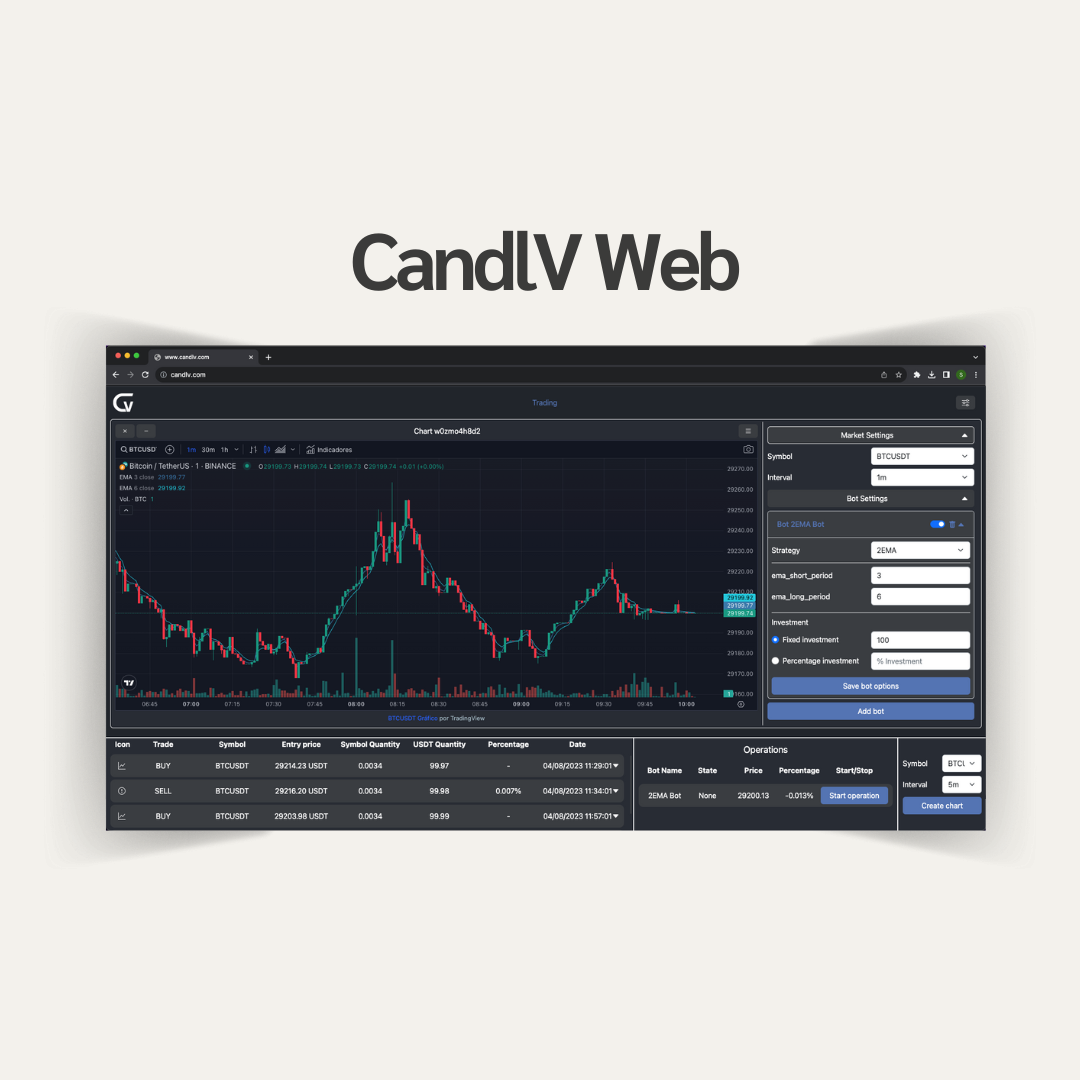 CandlV Web
www.candlv.com
candlv.com
S
Trading
Chart w0zmo4h8d2
BTCUSDT 1m 30m 1h Indicadores
Bitcoin / TetherUS · 1 · BINANCE O29199.73 H29199.74 L29199.73 C29199.74 +0.01 (+0.00%)
EMA 3 close 29199.77
EMA 6 close 29199.92
Vol. · BTC 1
29270.00
29260.00
29250.00
29240.00
29230.00
29220.00
29210.00
29199.92
29199.77
29199.74
29190.00
29180.00
29170.00
29160.00
1
06:45 07:00 07:15 07:30 07:45 08:00 08:15 08:30 08:45 09:00 09:15 09:30 09:45 10:00
BTCUSDT Gráfico por TradingView
Market Settings
Symbol BTCUSDT
Interval 1m
Bot Settings
Bot 2EMA Bot
Strategy 2EMA
ema_short_period 3
ema_long_period 6
Investment
Fixed investment 100
Percentage investment % Investment
Save bot options
Add bot
Icon Trade Symbol Entry price Symbol Quantity USDT Quantity Percentage Date
BUY BTCUSDT 29214.23 USDT 0.0034 99.97 - 04/08/2023 11:29:01
SELL BTCUSDT 29216.20 USDT 0.0034 99.98 0.007% 04/08/2023 11:34:01
BUY BTCUSDT 29203.98 USDT 0.0034 99.99 - 04/08/2023 11:57:01
Operations
Bot Name State Price Percentage Start/Stop
2EMA Bot None 29200.13 -0.013% Start operation
Symbol BTCU
Interval 5m
Create chart